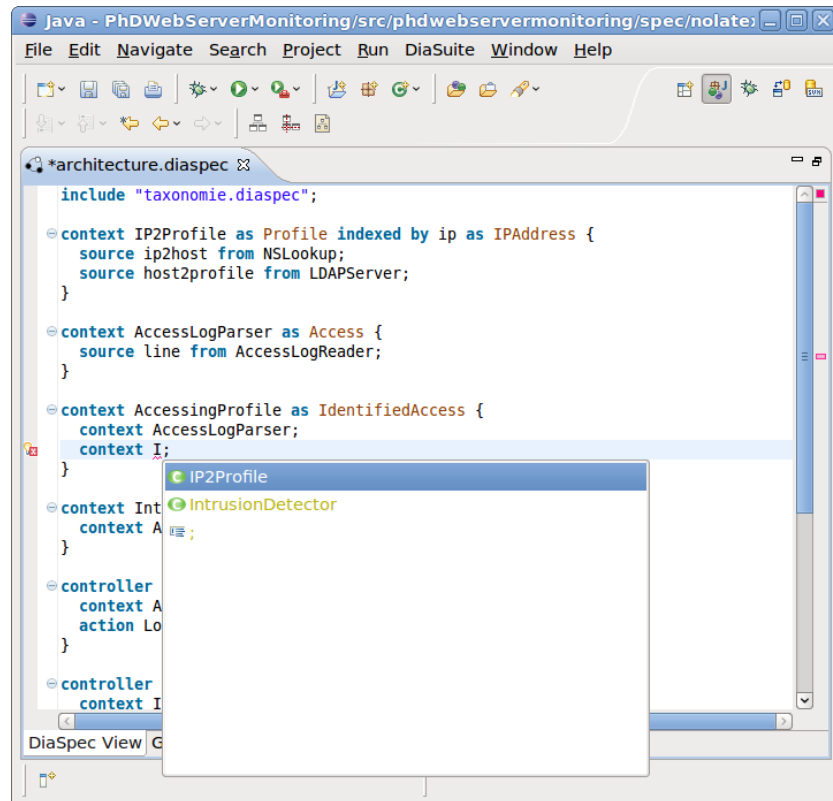 Java - PhDWebServerMonitoring/src/phdwebservermonitoring/spec/nolate
File Edit Navigate Search Project Run DiaSuite Window Help
*architecture.diaspec
include "taxonomie.diaspec";
context IP2Profile as Profile indexed by ip as IPAddress {
source ip2host from NSLookup;
source host2profile from LDAPServer;
}
context AccessLogParser as Access {
source line from AccessLogReader;
}
context AccessingProfile as IdentifiedAccess {
context AccessLogParser;
context I;
}
IP2Profile
IntrusionDetector
;
context Int
context A
}
controller
context A
action Lo
}
controller
context I
DiaSpec View G